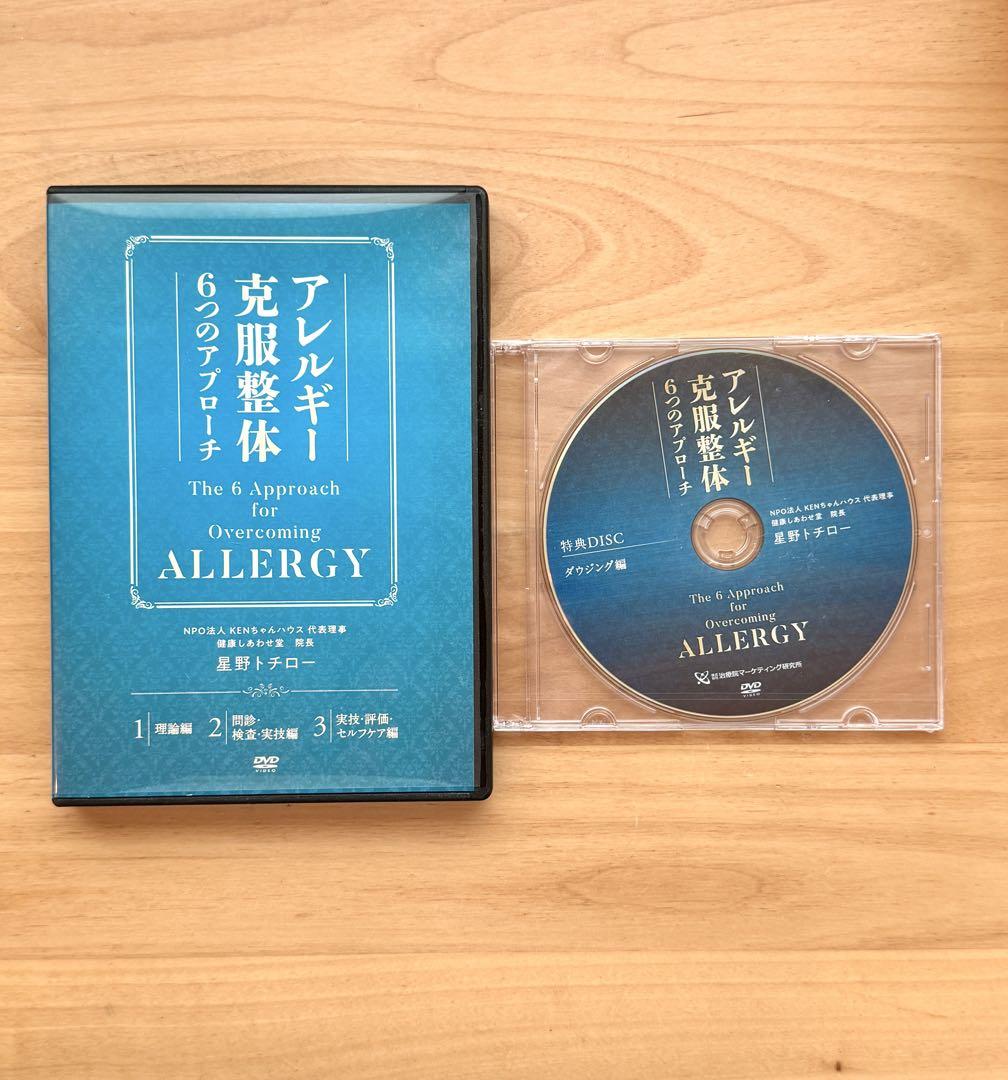 アレルギー
克服整体
6つのアプローチ
The 6 Approach
for
Overcoming
ALLERGY
NPO法人 KENちゃんハウス 代表理事
健康しあわせ堂 院長
星野トチロー
1 理論編 2 問診・検査・実技編 3 実技・評価・セルフケア編
DVD
VIDEO
アレルギー
克服整体
6つのアプローチ
NPO法人 KENちゃんハウス 代表理事
健康しあわせ堂 院長
星野トチロー
特典DISC
ダウジング編
The 6 Approach
for
Overcoming
ALLERGY
株式会社治療院マーケティング研究所
DVD
VIDEO